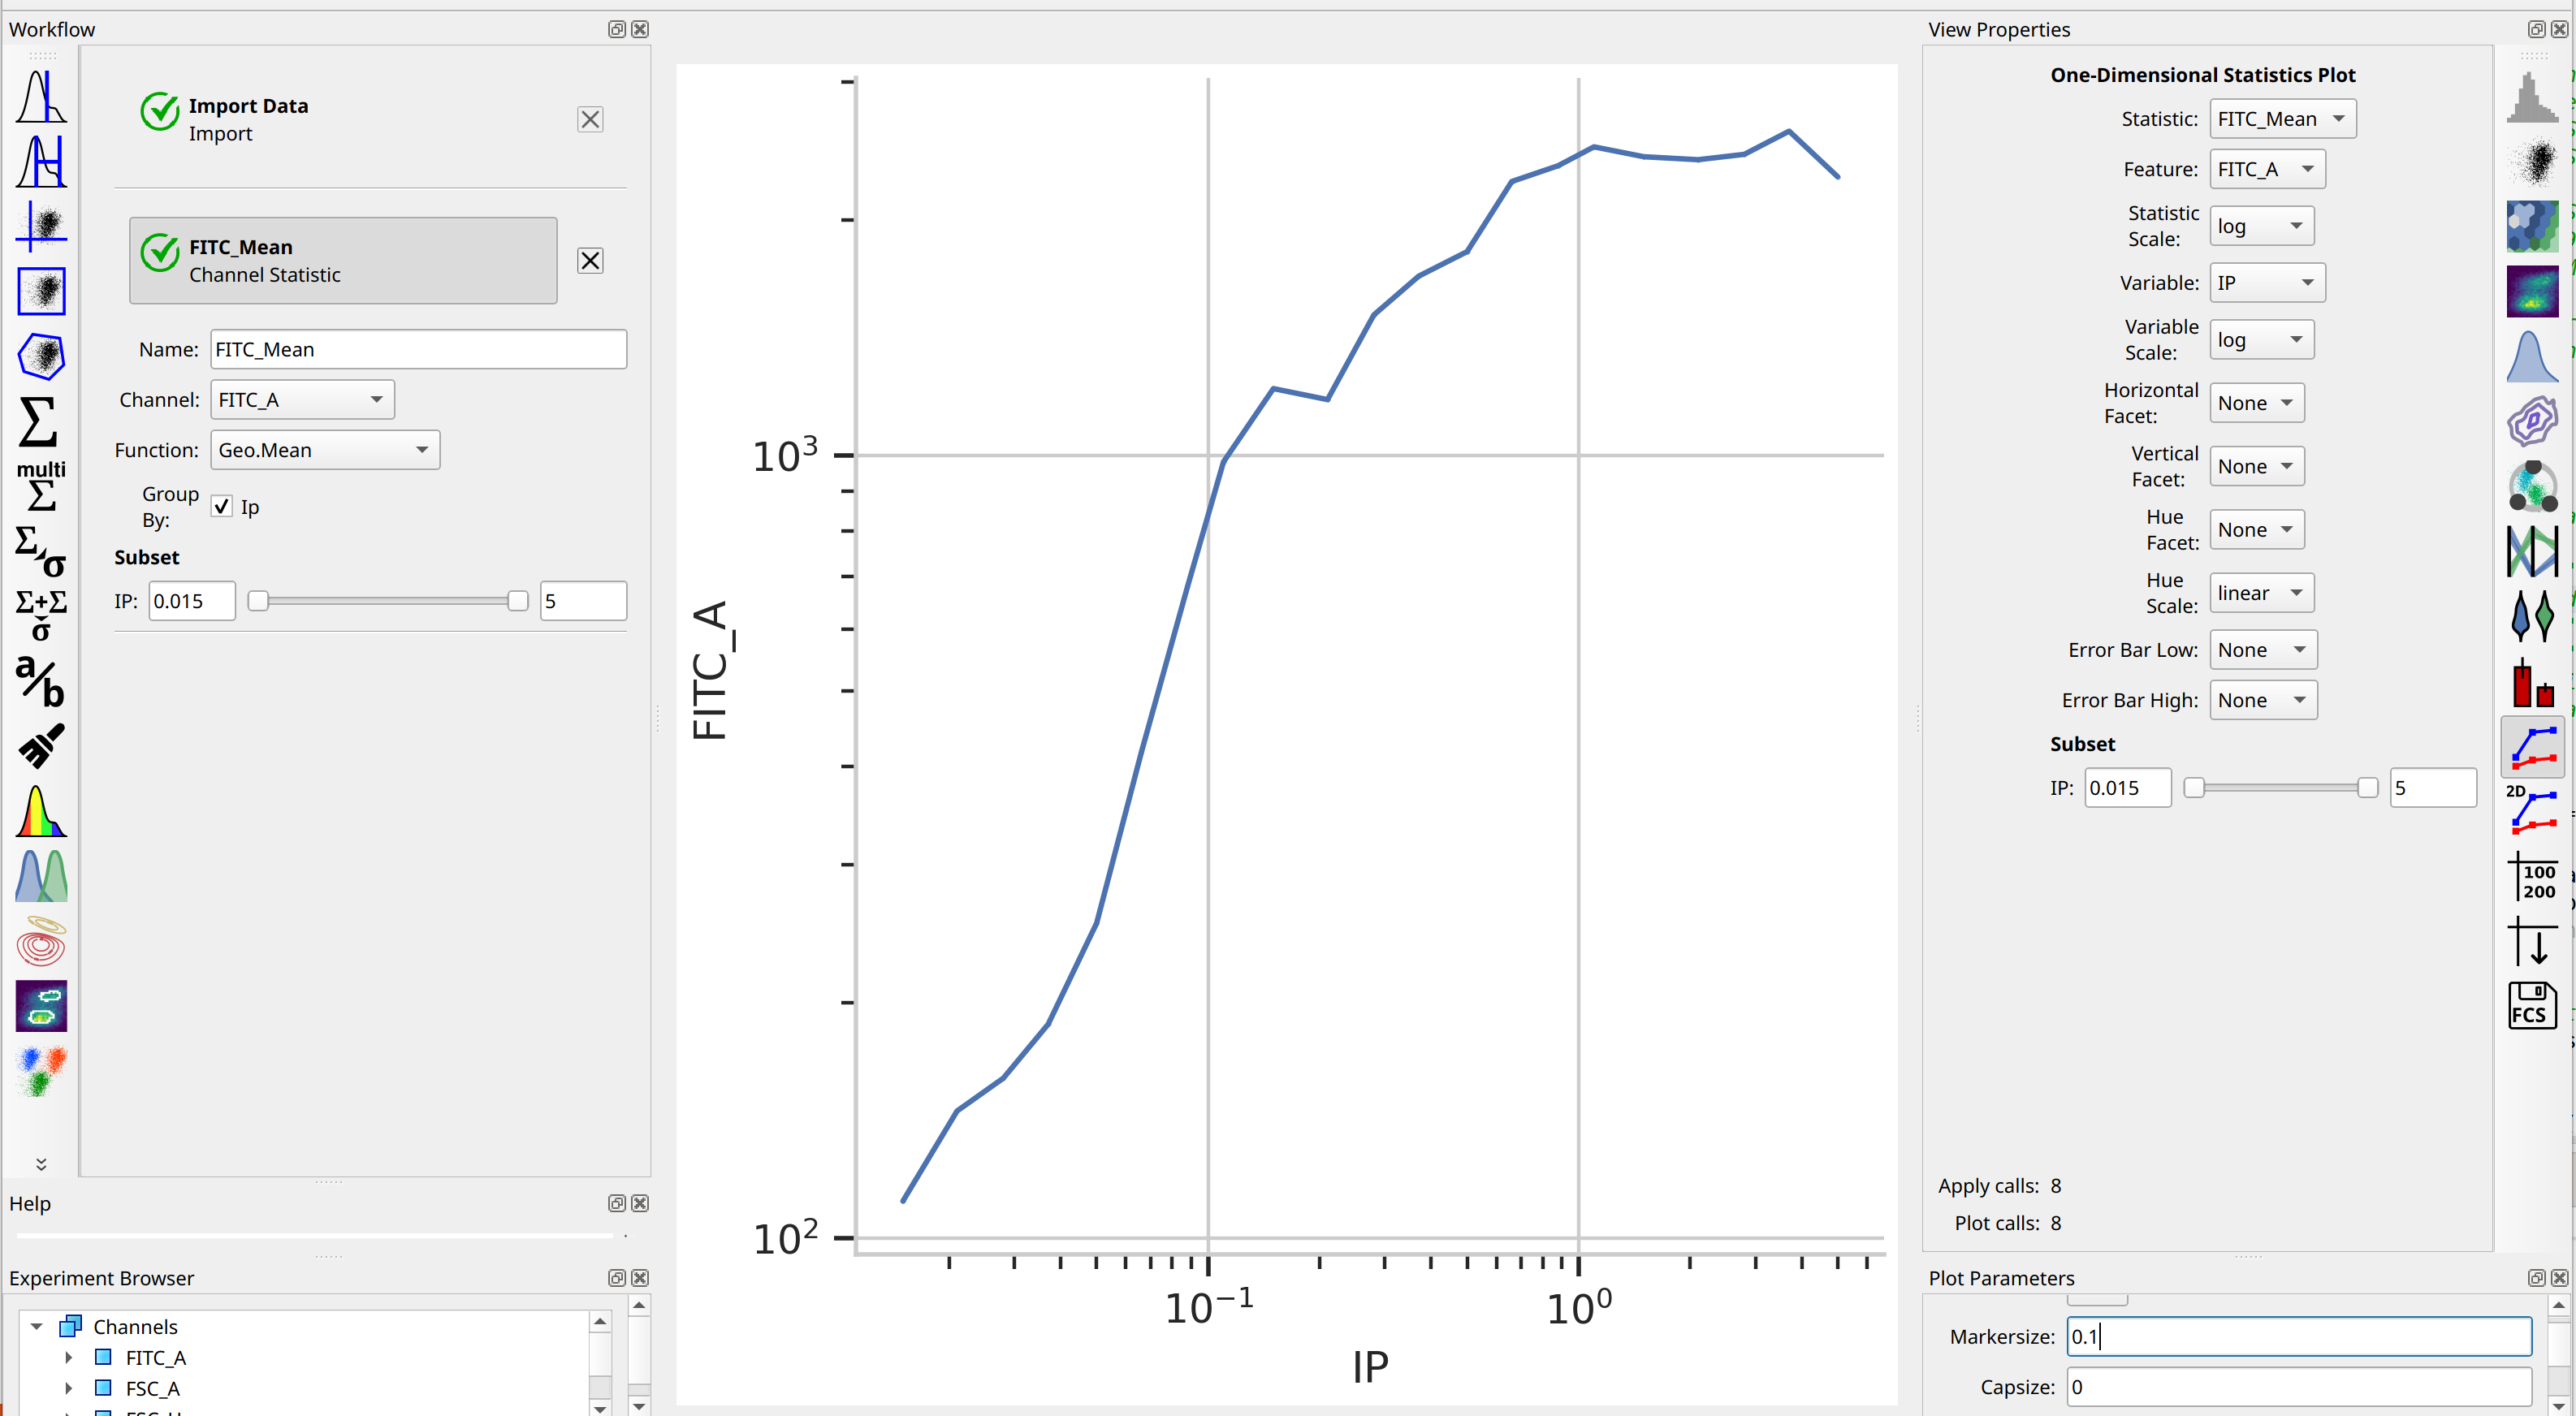 Workflow
Import Data
Import
FITC_Mean
Channel Statistic
Name: FITC_Mean
Channel: FITC_A
Function: Geo.Mean
Group
By: Ip
Subset
IP: 0.015 5
multi
Σ
Σ
Σ
σ
Σ+Σ
σ
a/b
Help
Experiment Browser
Channels
FITC_A
FSC_A
10³
10²
FITC_A
10⁻¹ 10⁰
IP
View Properties
One-Dimensional Statistics Plot
Statistic: FITC_Mean
Feature: FITC_A
Statistic
Scale: log
Variable: IP
Variable
Scale: log
Horizontal
Facet: None
Vertical
Facet: None
Hue
Facet: None
Hue
Scale: linear
Error Bar Low: None
Error Bar High: None
Subset
IP: 0.015 5
Apply calls: 8
Plot calls: 8
2D
100
200
FCS
Plot Parameters
Markersize: 0.1
Capsize: 0